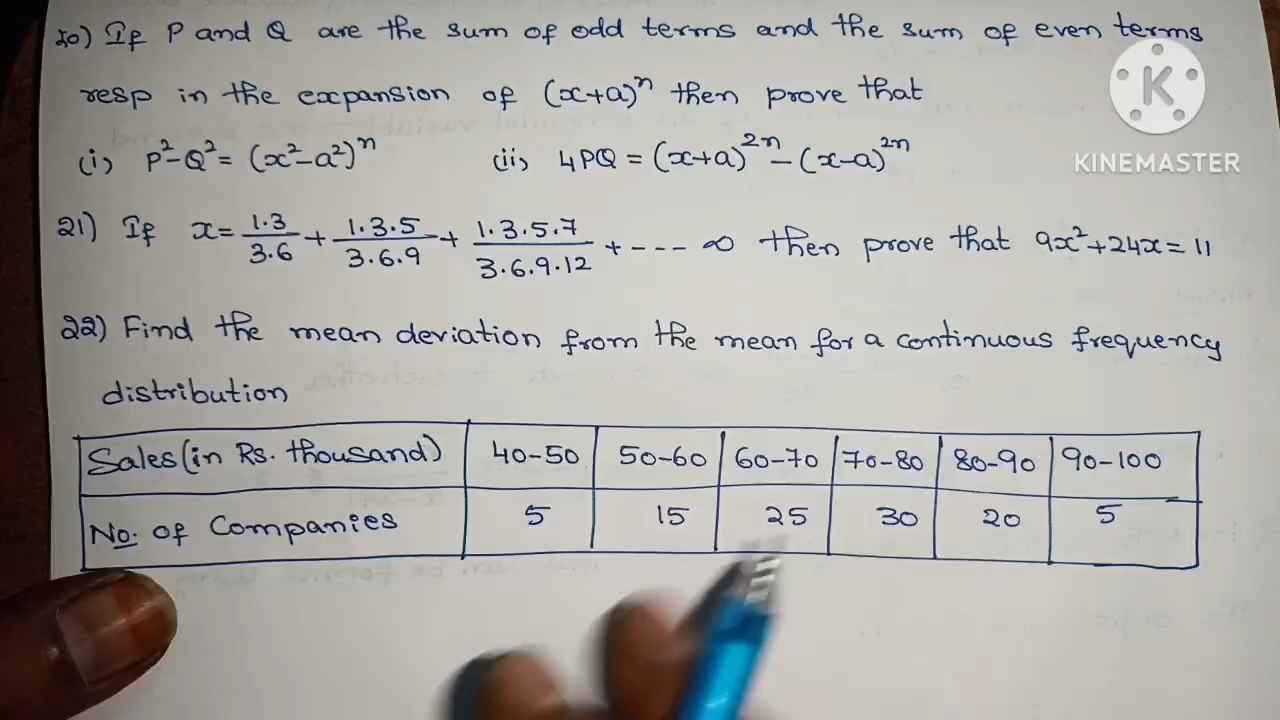 20) If P and Q are the sum of odd terms and the sum of even terms
resp in the expansion of (x+a)^n then prove that
(i) P²-Q² = (x²-a²)^n (ii) 4PQ = (x+a)^2n - (x-a)^2n
KINEMASTER
21) If x = 1.3/3.6 + 1.3.5/3.6.9 + 1.3.5.7/3.6.9.12 + ---- ∞ then prove that 9x²+24x = 11
22) Find the mean deviation from the mean for a continuous frequency
distribution
Sales (in Rs. thousand) 40-50 50-60 60-70 70-80 80-90 90-100
No. of Companies 5 15 25 30 20 5